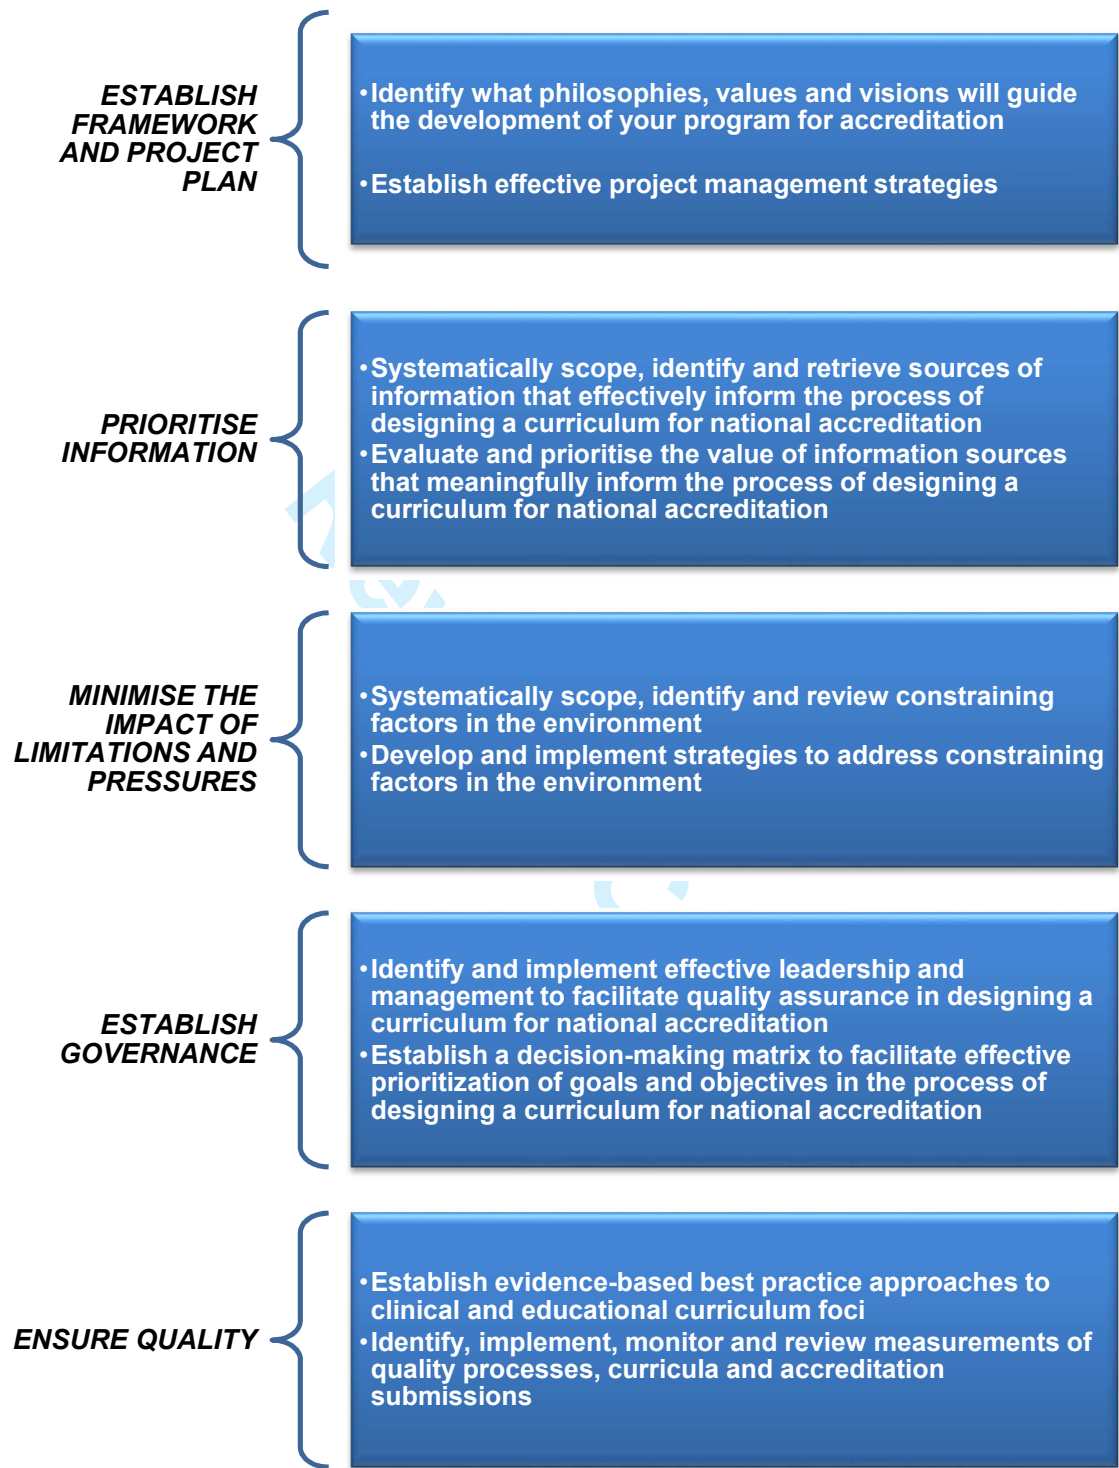 ESTABLISH
FRAMEWORK
AND PROJECT
PLAN
•Identify what philosophies, values and visions will guide
the development of your program for accreditation
•Establish effective project management strategies
PRIORITISE
INFORMATION
•Systematically scope, identify and retrieve sources of
information that effectively inform the process of
designing a curriculum for national accreditation
•Evaluate and prioritise the value of information sources
that meaningfully inform the process of designing a
curriculum for national accreditation
MINIMISE THE
IMPACT OF
LIMITATIONS AND
PRESSURES
•Systematically scope, identify and review constraining
factors in the environment
•Develop and implement strategies to address constraining
factors in the environment
ESTABLISH
GOVERNANCE
•Identify and implement effective leadership and
management to facilitate quality assurance in designing a
curriculum for national accreditation
•Establish a decision-making matrix to facilitate effective
prioritization of goals and objectives in the process of
designing a curriculum for national accreditation
ENSURE QUALITY
•Establish evidence-based best practice approaches to
clinical and educational curriculum foci
•Identify, implement, monitor and review measurements of
quality processes, curricula and accreditation
submissions